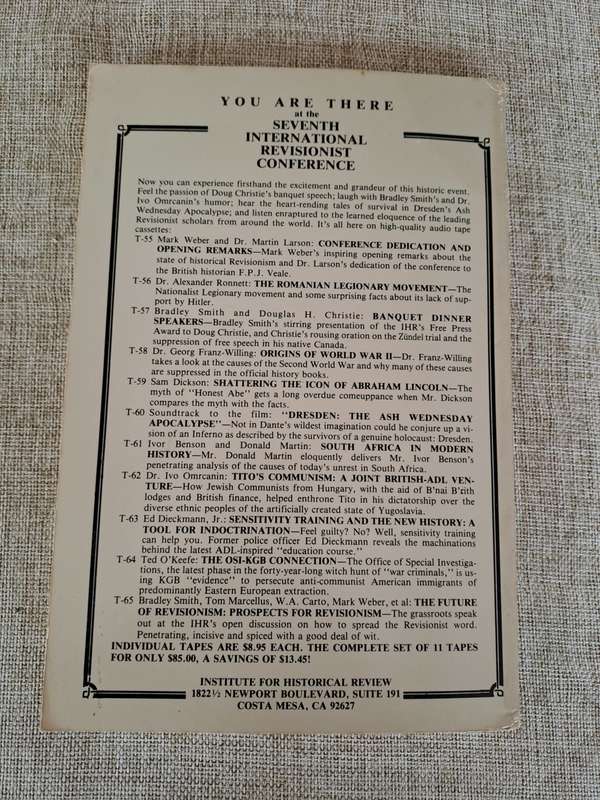 YOU ARE THERE
at the
SEVENTH
INTERNATIONAL
REVISIONIST
CONFERENCE
Now you can experience firsthand the excitement and grandeur of this historic event.
Feel the passion of Doug Christie's banquet speech; laugh with Bradley Smith's and Dr.
Ivo Omrcanin's humor; hear the heart-rending tales of survival in Dresden's Ash
Wednesday Apocalypse; and listen enraptured to the learned eloquence of the leading
Revisionist scholars from around the world. It's all here on high-quality audio tape
cassettes:
T-55 Mark Weber and Dr. Martin Larson: CONFERENCE DEDICATION AND
OPENING REMARKS—Mark Weber's inspiring opening remarks about the
state of historical Revisionism and Dr. Larson's dedication of the conference to
the British historian F.P.J. Veale.
T-56 Dr. Alexander Ronnett: THE ROMANIAN LEGIONARY MOVEMENT—The
Nationalist Legionary movement and some surprising facts about its lack of sup-
port by Hitler.
T-57 Bradley Smith and Douglas H. Christie: BANQUET DINNER
SPEAKERS—Bradley Smith's stirring presentation of the IHR's Free Press
Award to Doug Christie, and Christie's rousing oration on the Zündel trial and the
suppression of free speech in his native Canada.
T-58 Dr. Georg Franz-Willing: ORIGINS OF WORLD WAR II—Dr. Franz-Willing
takes a look at the causes of the Second World War and why many of these causes
are suppressed in the official history books.
T-59 Sam Dickson: SHATTERING THE ICON OF ABRAHAM LINCOLN—The
myth of "Honest Abe" gets a long overdue comeuppance when Mr. Dickson
compares the myth with the facts.
T-60 Soundtrack to the film: "DRESDEN: THE ASH WEDNESDAY
APOCALYPSE"—Not in Dante's wildest imagination could be conjure up a vi-
sion of an Inferno as described by the survivors of a genuine holocaust: Dresden.
T-61 Ivor Benson and Donald Martin: SOUTH AFRICA IN MODERN
HISTORY—Mr. Donald Martin eloquently delivers Mr. Ivor Benson's
penetrating analysis of the causes of today's unrest in South Africa.
T-62 Dr. Ivo Omrcanin: TITO'S COMMUNISM: A JOINT BRITISH-ADL VEN-
TURE—How Jewish Communists from Hungary, with the aid of B'nai B'eith
lodges and British finance, helped enthrone Tito in his dictatorship over the
diverse ethnic peoples of the artificially created state of Yugoslavia.
T-63 Ed Dieckmann, Jr.: SENSITIVITY TRAINING AND THE NEW HISTORY: A
TOOL FOR INDOCTRINATION—Feel guilty? No? Well, sensitivity training
can help you. Former police officer Ed Dieckmann reveals the machinations
behind the latest ADL-inspired "education course."
T-64 Ted O'Keefe: THE OSI-KGB CONNECTION—The Office of Special Investiga-
tions, the latest phase in the forty-year-long witch hunt of "war criminals," is us-
ing KGB "evidence" to persecute anti-communist American immigrants of
predominantly Eastern European extraction.
T-65 Bradley Smith, Tom Marcellus, W.A. Carto, Mark Weber, et al: THE FUTURE
OF REVISIONISM: PROSPECTS FOR REVISIONISM—The grassroots speak
out at the IHR's open discussion on how to spread the Revisionist word.
Penetrating, incisive and spiced with a good deal of wit.
INDIVIDUAL TAPES ARE $8.95 EACH. THE COMPLETE SET OF 11 TAPES
FOR ONLY $85.00, A SAVINGS OF $13.45!
INSTITUTE FOR HISTORICAL REVIEW
1822½ NEWPORT BOULEVARD, SUITE 191
COSTA MESA, CA 92627